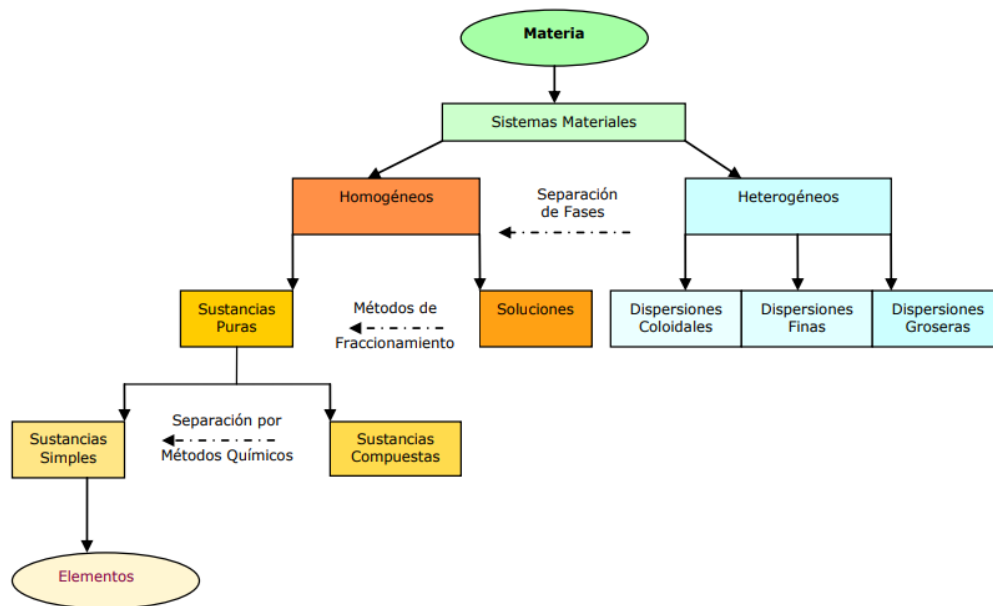 Materia
Sistemas Materiales
Homogéneos
Separación
de Fases
Heterogéneos
Sustancias
Puras
Métodos de
Fraccionamiento
Soluciones
Dispersiones
Coloidales
Dispersiones
Finas
Dispersiones
Groseras
Sustancias
Simples
Separación por
Métodos Químicos
Sustancias
Compuestas
Elementos